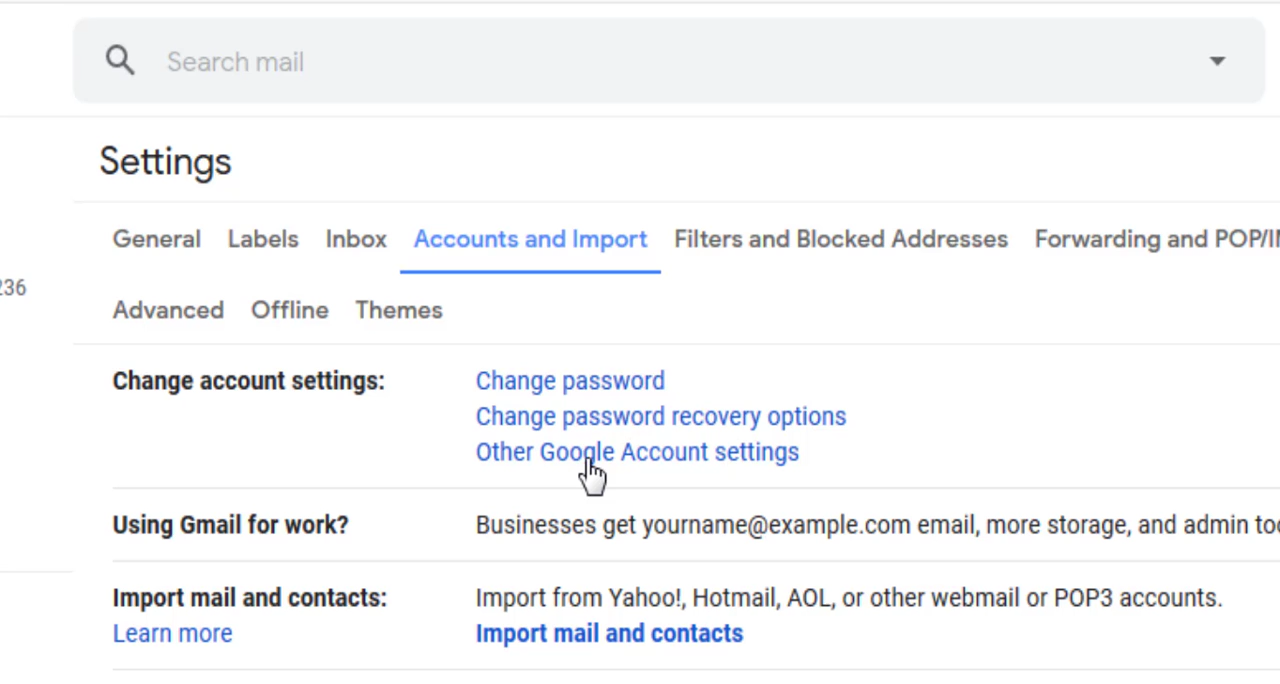 Search mail
Settings
General Labels Inbox Accounts and Import Filters and Blocked Addresses Forwarding and POP/
236
Advanced Offline Themes
Change account settings: Change password
Change password recovery options
Other Google Account settings
Using Gmail for work? Businesses get yourname@example.com email, more storage, and admin
Import mail and contacts: Import from Yahoo!, Hotmail, AOL, or other webmail or POP3 accounts.
Learn more Import mail and contacts